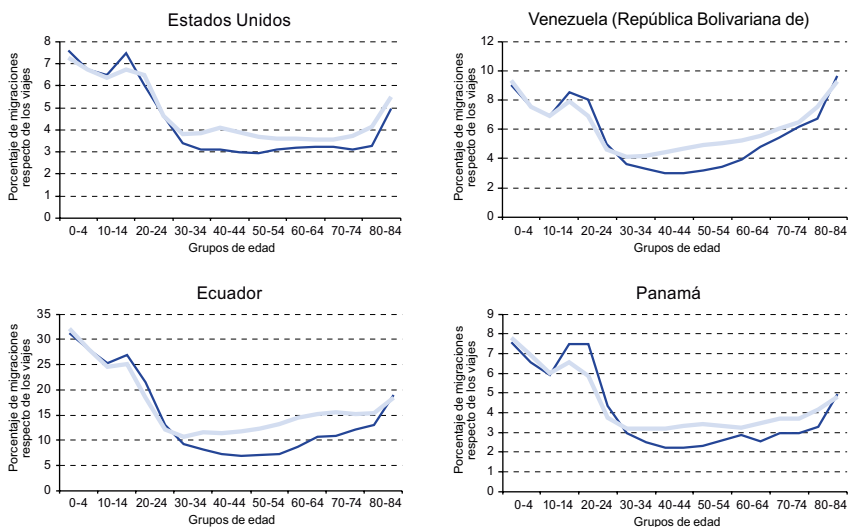 Estados Unidos
Porcentaje de migraciones
respecto de los viajes
8
7
6
5
4
3
2
1
0
0-4 10-14 20-24 30-34 40-44 50-54 60-64 70-74 80-84
Grupos de edad
Venezuela (República Bolivariana de)
Porcentaje de migraciones
respecto de los viajes
12
10
8
6
4
2
0
0-4 10-14 20-24 30-34 40-44 50-54 60-64 70-74 80-84
Grupos de edad
Ecuador
Porcentaje de migraciones
respecto de los viajes
35
30
25
20
15
10
5
0
0-4 10-14 20-24 30-34 40-44 50-54 60-64 70-74 80-84
Grupos de edad
Panamá
Porcentaje de migraciones
respecto de los viajes
9
8
7
6
5
4
3
2
1
0
0-4 10-14 20-24 30-34 40-44 50-54 60-64 70-74 80-84
Grupos de edad